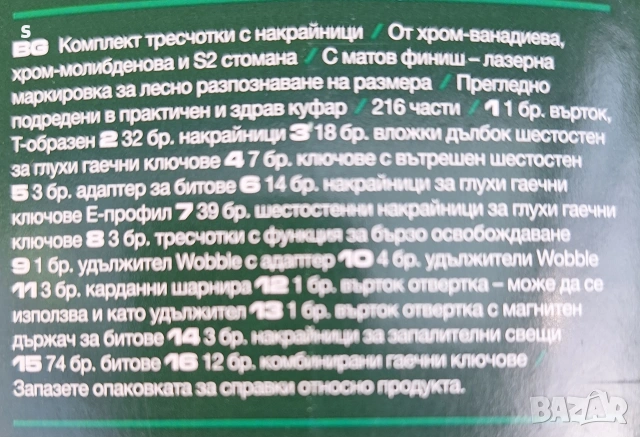 S
BG Комплект тресчотки с накрайници / От хром-ванадиева,
хром-молибденова и S2 стомана / С матов финиш – лазерна
маркировка за лесно разпознаване на размера / Прегледно
подредени в практичен и здрав куфар / 216 части / 1 1 бр. върток,
Т-образен 2 32 бр. накрайници 3 18 бр. вложки дълбок шестостен
за глухи гаечни ключове 4 7 бр. ключове с вътрешен шестостен
5 3 бр. адаптер за битове 6 14 бр. накрайници за глухи гаечни
ключове Е-профил 7 39 бр. шестостенни накрайници за глухи гаечни
ключове 8 3 бр. тресчотки с функция за бързо освобождаване
9 1 бр. удължител Wobble с адаптер 10 4 бр. удължители Wobble
11 3 бр. карданни шарнира 12 1 бр. върток отвертка – може да се
използва и като удължител 13 1 бр. върток отвертка с магнитен
държач за битове 14 3 бр. накрайници за запалителни свещи
15 74 бр. битове 16 12 бр. комбинирани гаечни ключове /
Запазете опаковката за справки относно продукта.
BAZAR
bg